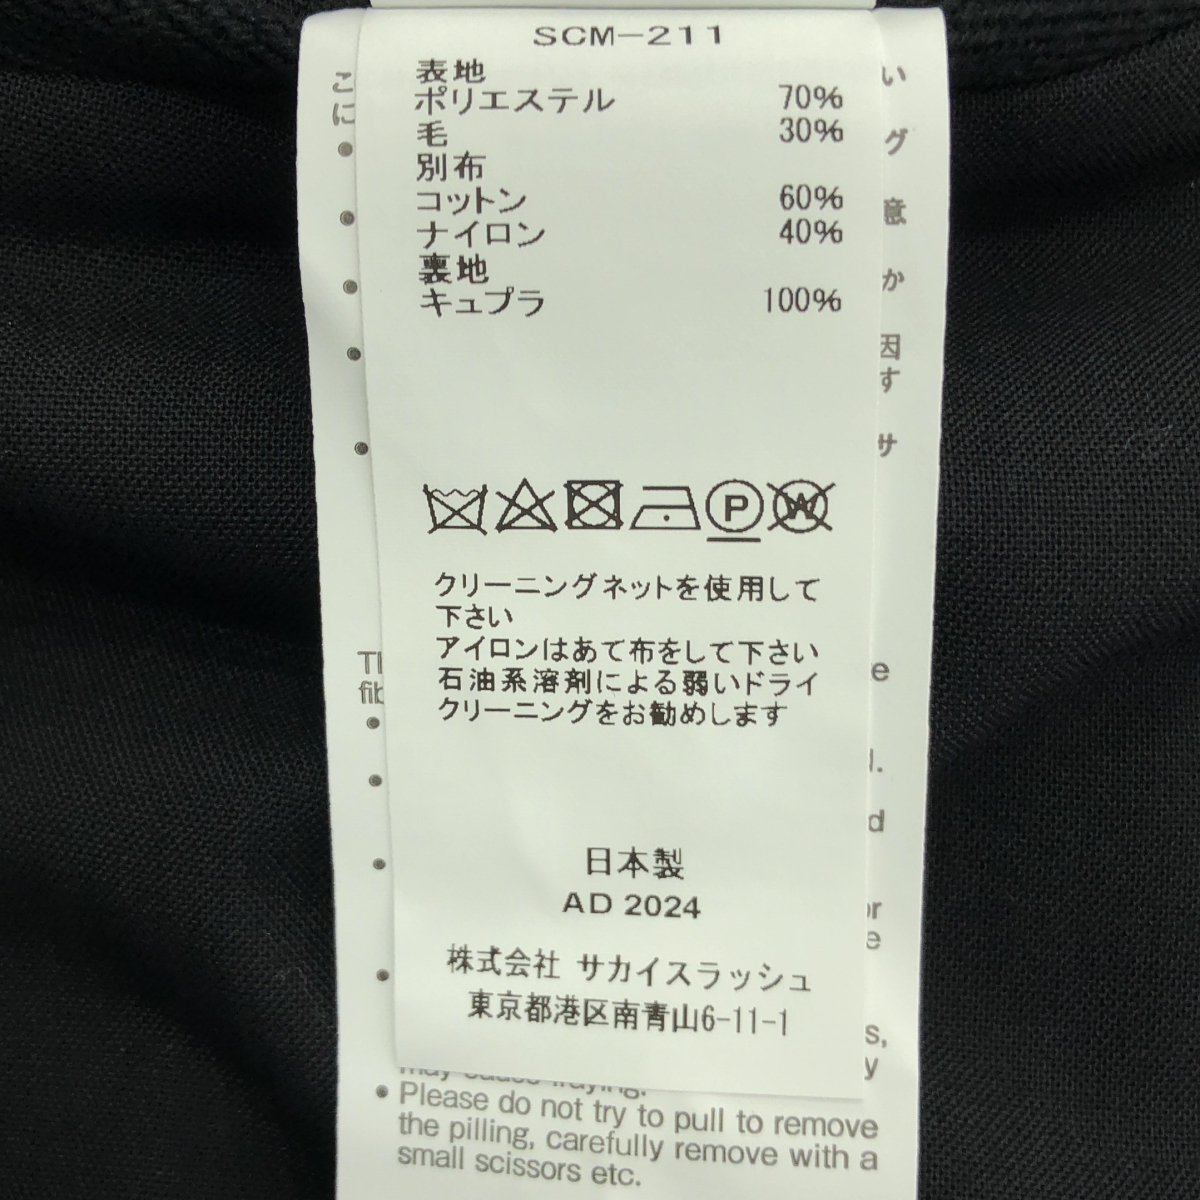 SCM-211
表地
ポリエステル 70%
毛 30%
別布
コットン 60%
ナイロン 40%
裏地
キュプラ 100%
P
W
クリーニングネットを使用して
下さい
アイロンはあて布をして下さい
石油系溶剤による弱いドライ
クリーニングをお勧めします
日本製
AD 2024
株式会社 サカイスラッシュ
東京都港区南青山6-11-1
may cause fraying.
• Please do not try to pull to remove
the pilling, carefully remove with a
small scissors etc.